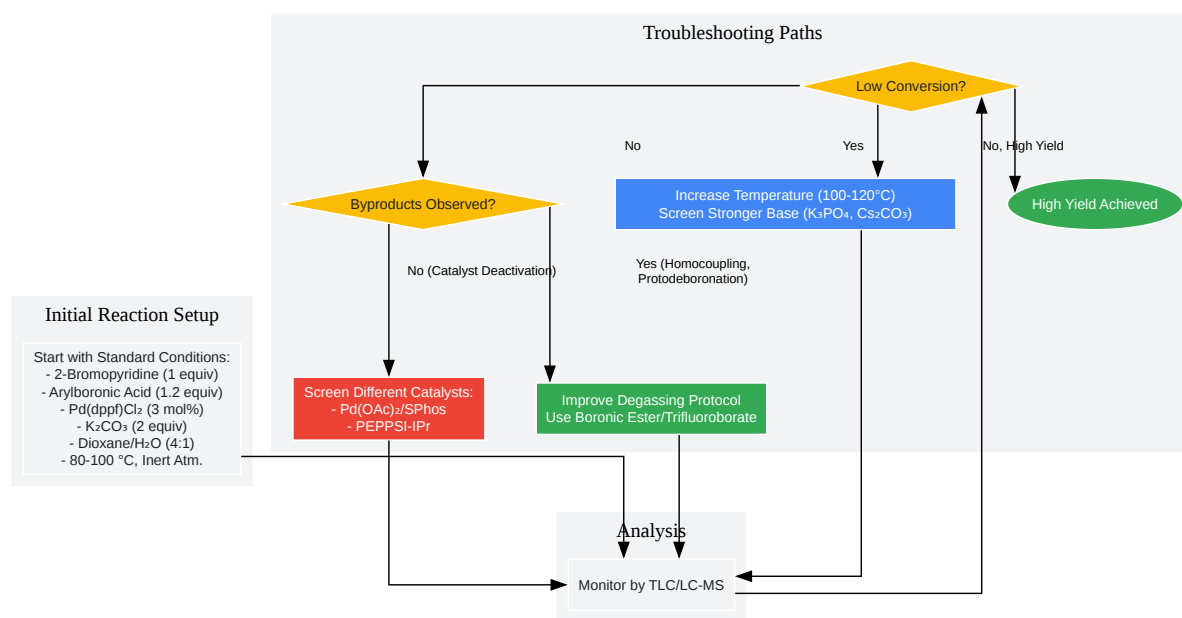 Troubleshooting Paths
Low Conversion?
No
Yes
No, High Yield
Byproducts Observed?
Increase Temperature (100-120°C)
Screen Stronger Base (K₃PO₄, Cs₂CO₃)
High Yield Achieved
No (Catalyst Deactivation)
Yes (Homocoupling,
Protodeboronation)
Initial Reaction Setup
Start with Standard Conditions:
- 2-Bromopyridine (1 equiv)
- Arylboronic Acid (1.2 equiv)
- Pd(dppf)Cl₂ (3 mol%)
- K₂CO₃ (2 equiv)
- Dioxane/H₂O (4:1)
- 80-100 °C, Inert Atm.
Screen Different Catalysts:
- Pd(OAc)₂/SPhos
- PEPPSI-IPr
Improve Degassing Protocol
Use Boronic Ester/Trifluoroborate
Analysis
Monitor by TLC/LC-MS